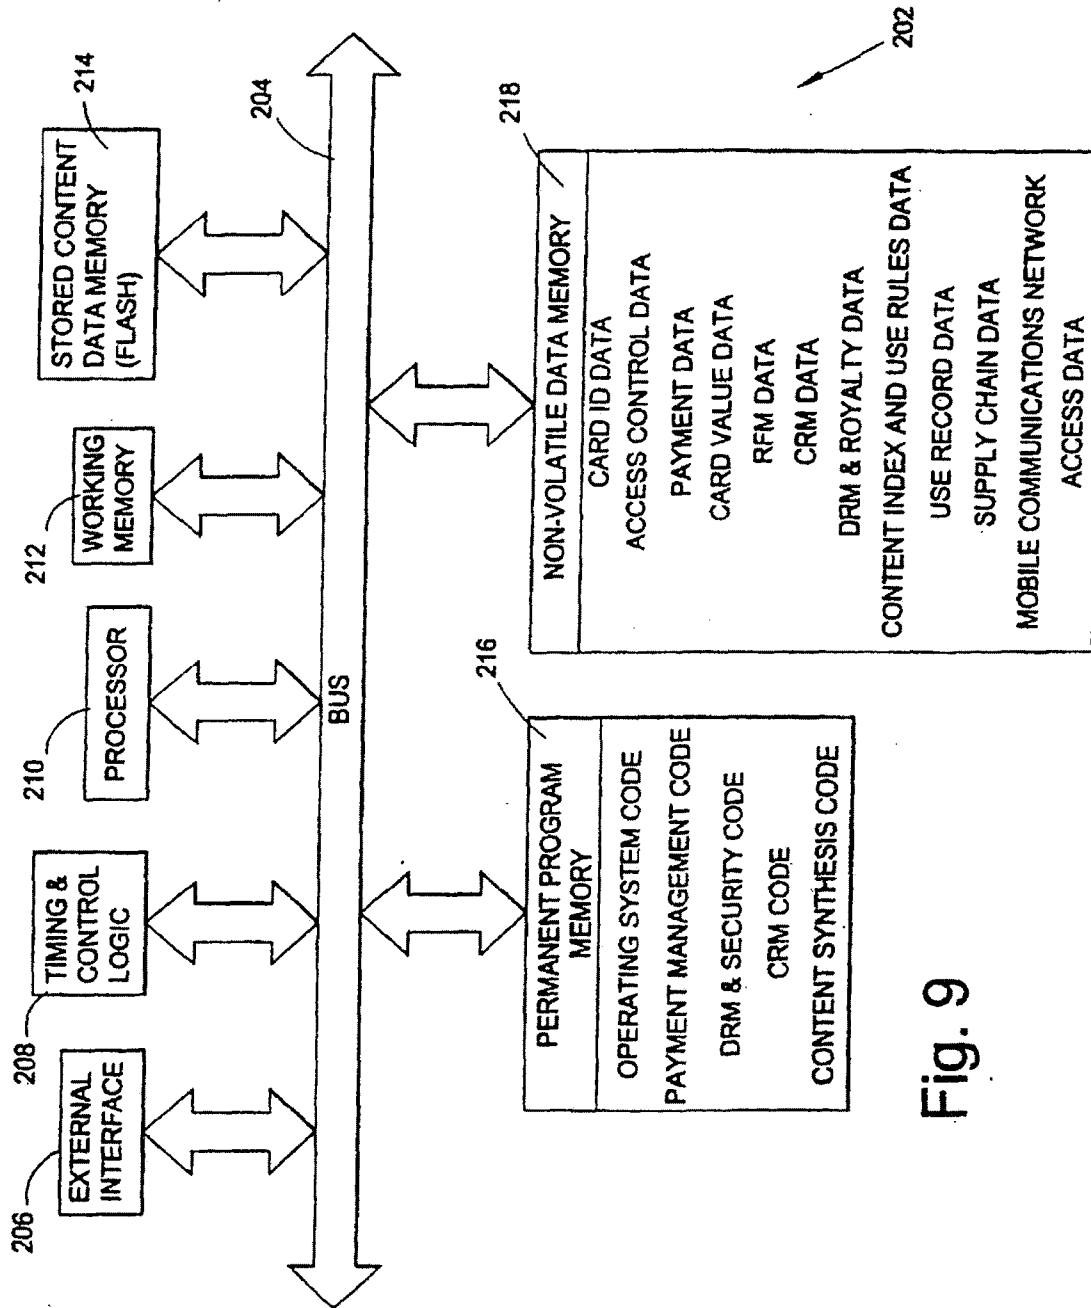 206
EXTERNAL
INTERFACE
208
TIMING &
CONTROL
LOGIC
210
PROCESSOR
212
WORKING
MEMORY
STORED CONTENT
DATA MEMORY
(FLASH)
214
BUS
204
216
PERMANENT PROGRAM
MEMORY
OPERATING SYSTEM CODE
PAYMENT MANAGEMENT CODE
DRM & SECURITY CODE
CRM CODE
CONTENT SYNTHESIS CODE
218
NON-VOLATILE DATA MEMORY
CARD ID DATA
ACCESS CONTROL DATA
PAYMENT DATA
CARD VALUE DATA
RFM DATA
CRM DATA
DRM & ROYALTY DATA
CONTENT INDEX AND USE RULES DATA
USE RECORD DATA
SUPPLY CHAIN DATA
MOBILE COMMUNICATIONS NETWORK
ACCESS DATA
202
Fig. 9